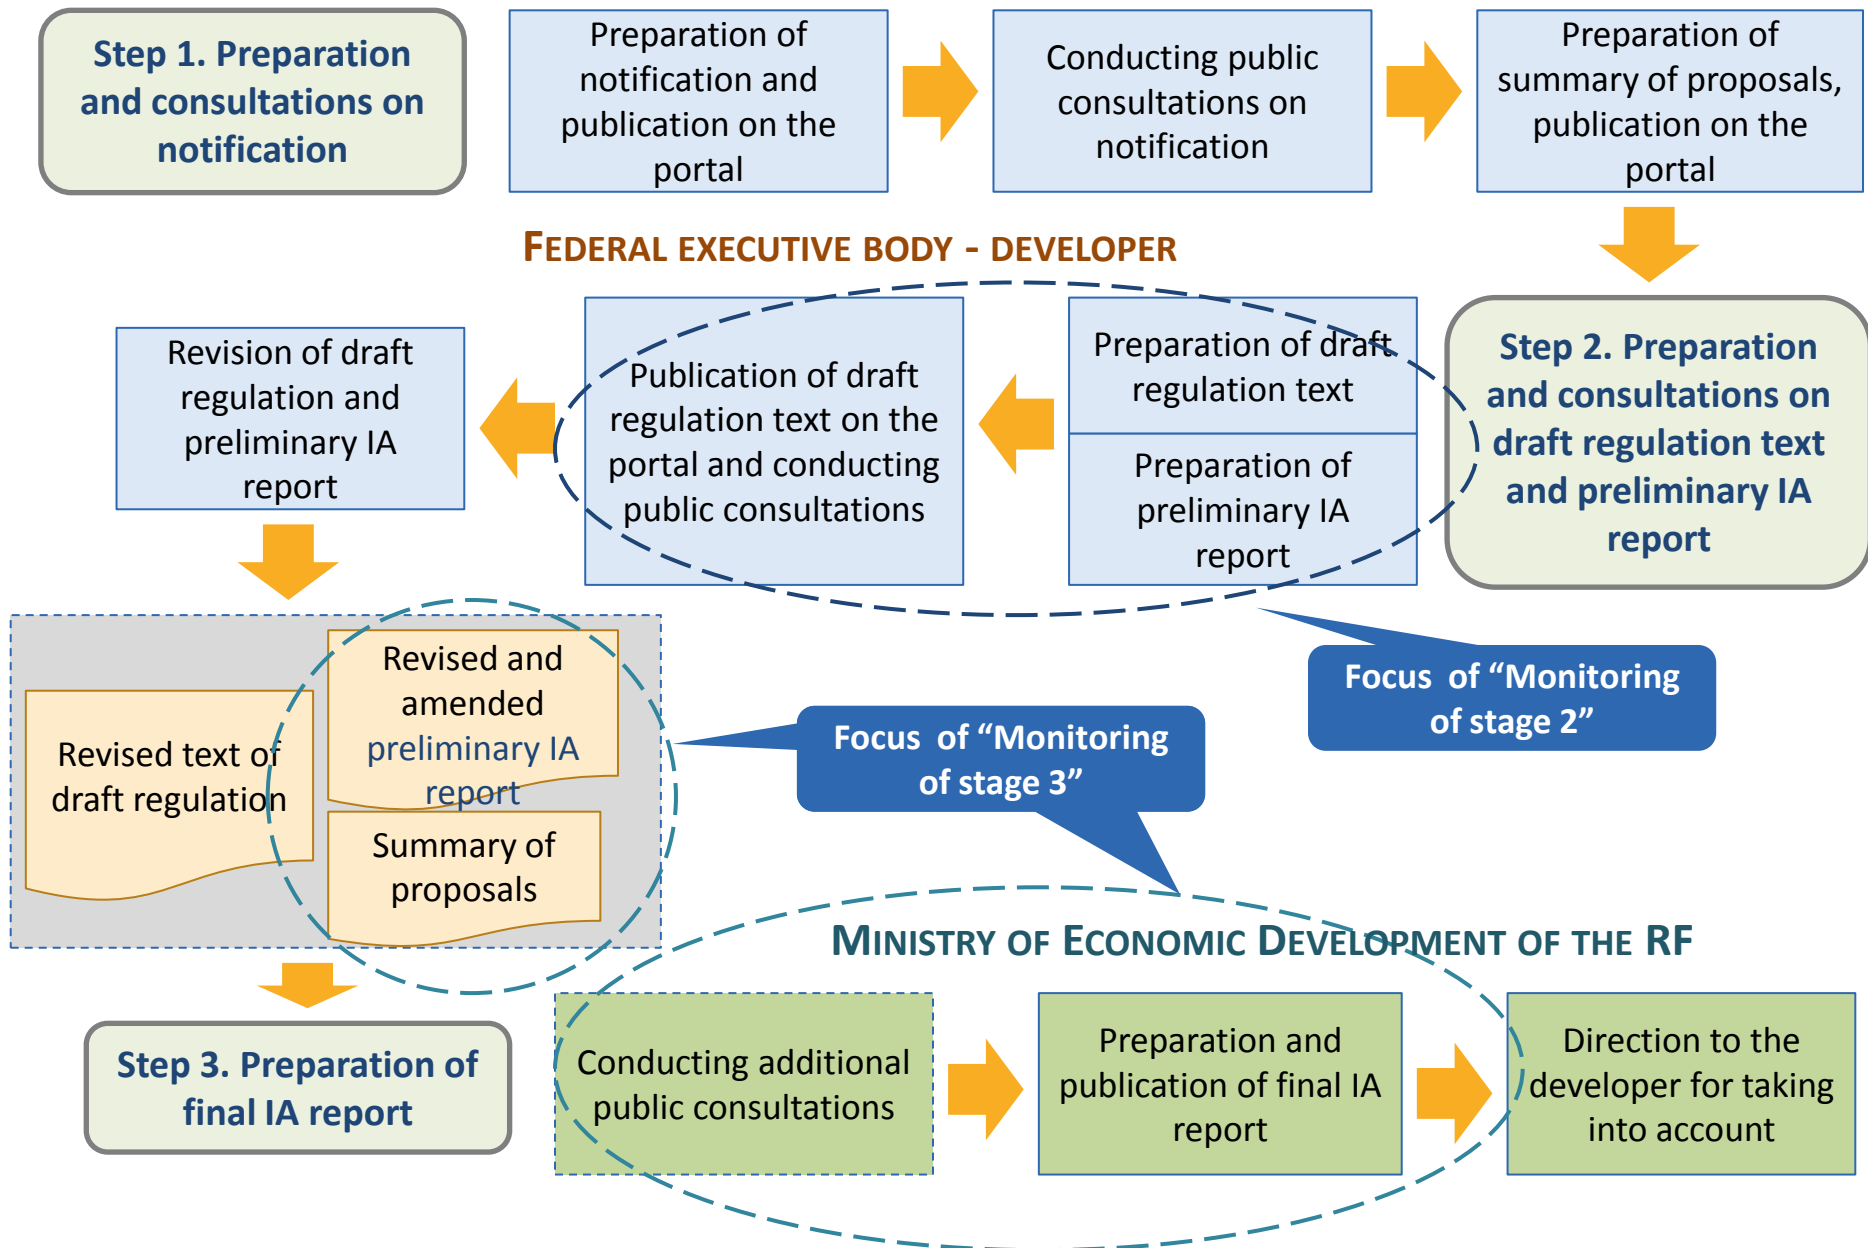 Step 1. Preparation
and consultations on
notification
Preparation of
notification and
publication on the
portal
Conducting public
consultations on
notification
Preparation of
summary of proposals,
publication on the
portal
FEDERAL EXECUTIVE BODY - DEVELOPER
Step 2. Preparation
and consultations on
draft regulation text
and preliminary IA
report
Preparation of draft
regulation text
Preparation of
preliminary IA
report
Publication of draft
regulation text on the
portal and conducting
public consultations
Revision of draft
regulation and
preliminary IA
report
Focus of “Monitoring
of stage 2”
Revised text of
draft regulation
Revised and
amended
preliminary IA
report
Summary of
proposals
Focus of “Monitoring
of stage 3”
MINISTRY OF ECONOMIC DEVELOPMENT OF THE RF
Step 3. Preparation of
final IA report
Conducting additional
public consultations
Preparation and
publication of final IA
report
Direction to the
developer for taking
into account